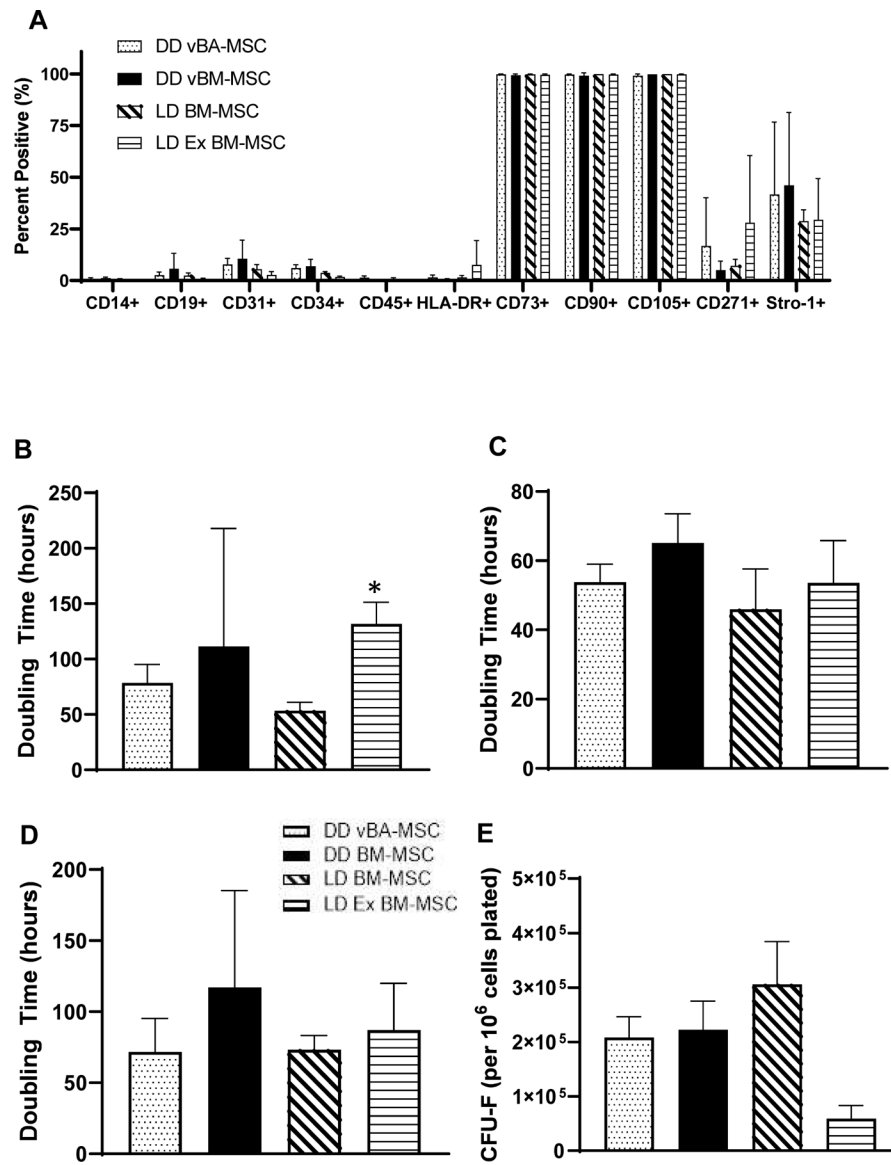 A
DD vBA-MSC
DD vBM-MSC
LD BM-MSC
LD Ex BM-MSC
Percent Positive (%)
100
75
50
25
0
CD14+ CD19+ CD31+ CD34+ CD45+ HLA-DR+ CD73+ CD90+ CD105+ CD271+ Stro-1+
B
Doubling Time (hours)
250
200
150
100
50
0
*
C
Doubling Time (hours)
80
60
40
20
0
D
DD vBA-MSC
DD BM-MSC
LD BM-MSC
LD Ex BM-MSC
Doubling Time (hours)
200
150
100
50
0
E
CFU-F (per 10⁶ cells plated)
5×10⁵
4×10⁵
3×10⁵
2×10⁵
1×10⁵
0